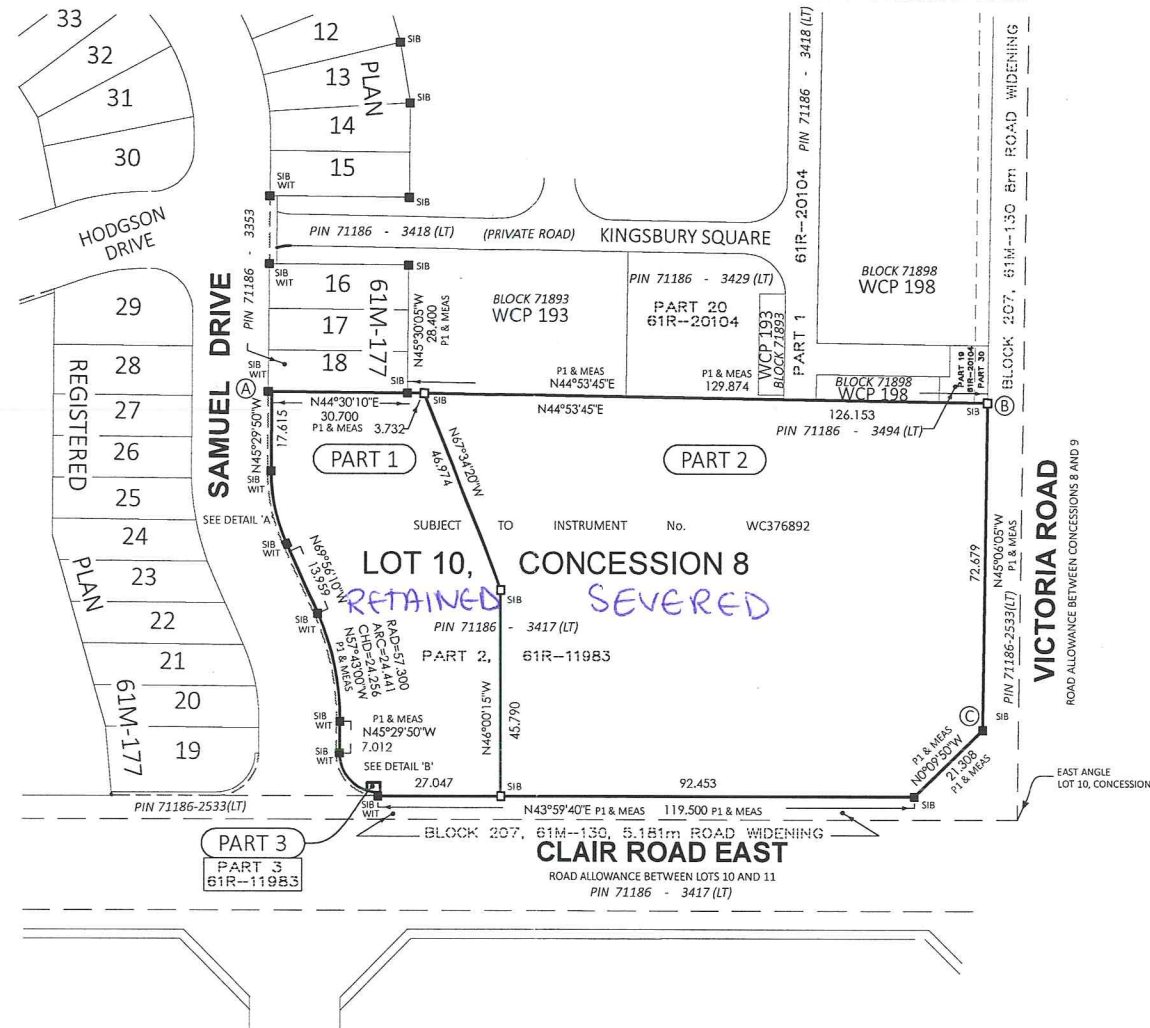 33
32
31
30
HODGSON
DRIVE
12
13
14
15
PLAN
SIB
SIB
SIB
SIB
WIT
PIN 71186 - 3353
PIN 71186 - 3418 (LT)
(PRIVATE ROAD)
KINGSBURY SQUARE
61R--20104
PIN 71186 - 3418 (LT)
BLOCK 207, 61M--130 8m ROAD WIDENING
29
28
27
26
25
24
23
22
21
20
19
REGISTERED
PLAN
61M-177
SAMUEL DRIVE
SIB
WIT
16
17
18
61M-177
SIB
WIT
SIB
N45°30'05"W
28.400
P1 & MEAS
BLOCK 71893
WCP 193
PIN 71186 - 3429 (LT)
PART 20
61R--20104
WCP 193
BLOCK 71893
PART 1
BLOCK 71898
WCP 198
BLOCK 71898
WCP 198
PART 19
61R--20104
PART 30
P1 & MEAS
N44°53'45"E
P1 & MEAS
129.874
A
N44°30'10"E
30.700
P1 & MEAS
3.732
SIB
N44°53'45"E
126.153
PIN 71186 - 3494 (LT)
SIB
B
N45°29'50"W
17.615
PART 1
N67°34'20"W
46.974
PART 2
SIB
WIT
SEE DETAIL 'A'
SUBJECT TO INSTRUMENT No. WC376892
SIB
WIT
N69°56'10"W
13.959
LOT 10, CONCESSION 8
RETAINED SEVERED
SIB
SIB
WIT
PIN 71186 - 3417 (LT)
PART 2, 61R--11983
RAD=57.300
ARC=24.441
CHD=24.256
N57°43'00"W
P1 & MEAS
N46°00'15"W
45.790
72.679
N45°06'05"W
P1 & MEAS
PIN 71186-2533(LT)
VICTORIA ROAD
ROAD ALLOWANCE BETWEEN CONCESSIONS 8 AND 9
SIB
WIT
P1 & MEAS
N45°29'50"W
7.012
SIB
WIT
SEE DETAIL 'B'
C
SIB
P1 & MEAS
N0°09'50"W
21.308
P1 & MEAS
EAST ANGLE
LOT 10, CONCESSION
27.047
92.453
PIN 71186-2533(LT)
SIB
WIT
SIB
SIB
N43°59'40"E P1 & MEAS 119.500 P1 & MEAS
BLOCK 207, 61M--130, 5.181m ROAD WIDENING
PART 3
PART 3
61R--11983
CLAIR ROAD EAST
ROAD ALLOWANCE BETWEEN LOTS 10 AND 11
PIN 71186 - 3417 (LT)